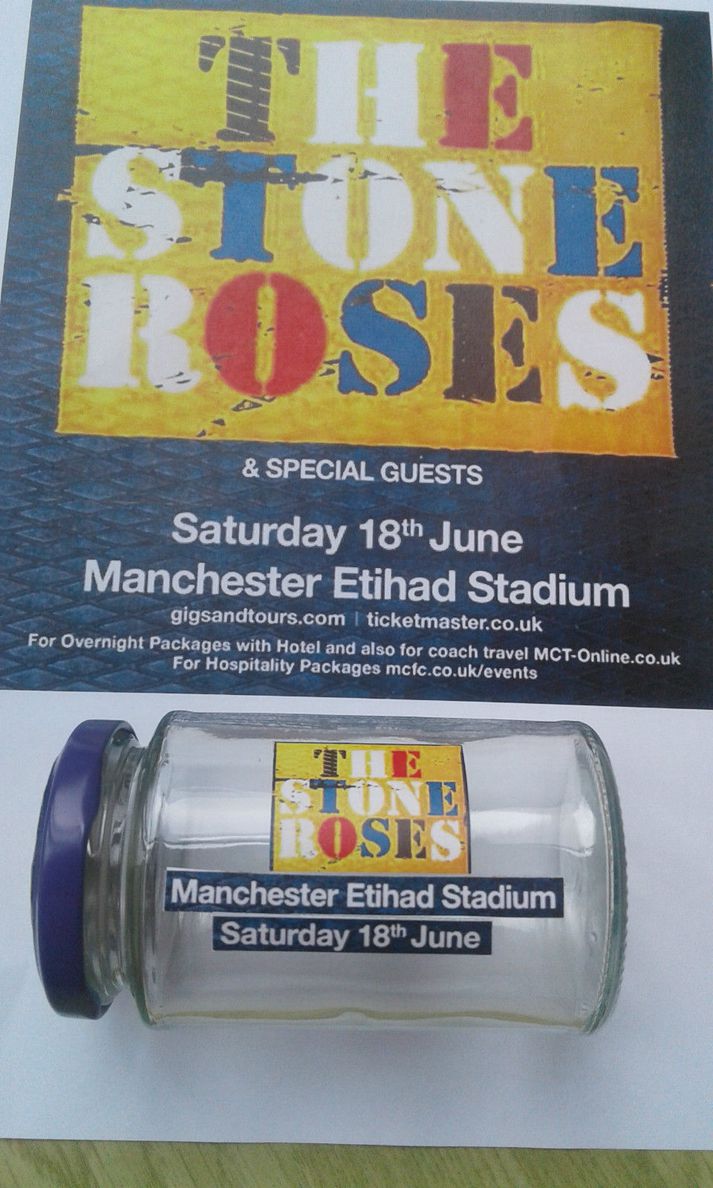 THE
STONE
ROSES
& SPECIAL GUESTS
Saturday 18th June
Manchester Etihad Stadium
gigsandtours.com | ticketmaster.co.uk
For Overnight Packages with Hotel and also for coach travel MCT-Online.co.uk
For Hospitality Packages mcfc.co.uk/events
THE
STONE
ROSES
Manchester Etihad Stadium
Saturday 18th June